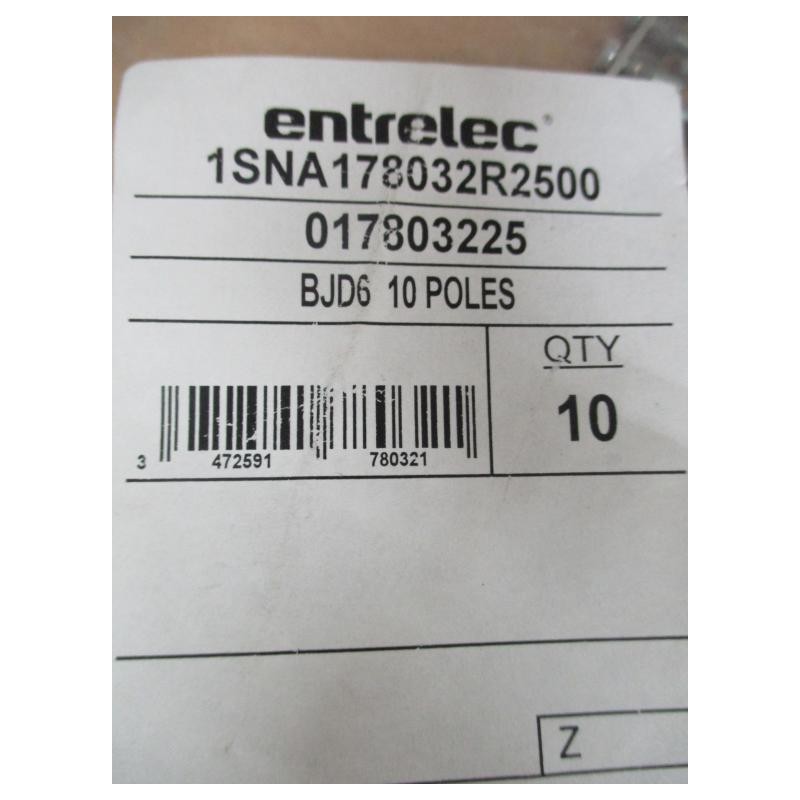 entrelec®
1SNA178032R2500
017803225
BJD6 10 POLES
QTY
10
3 472591 780321
Z